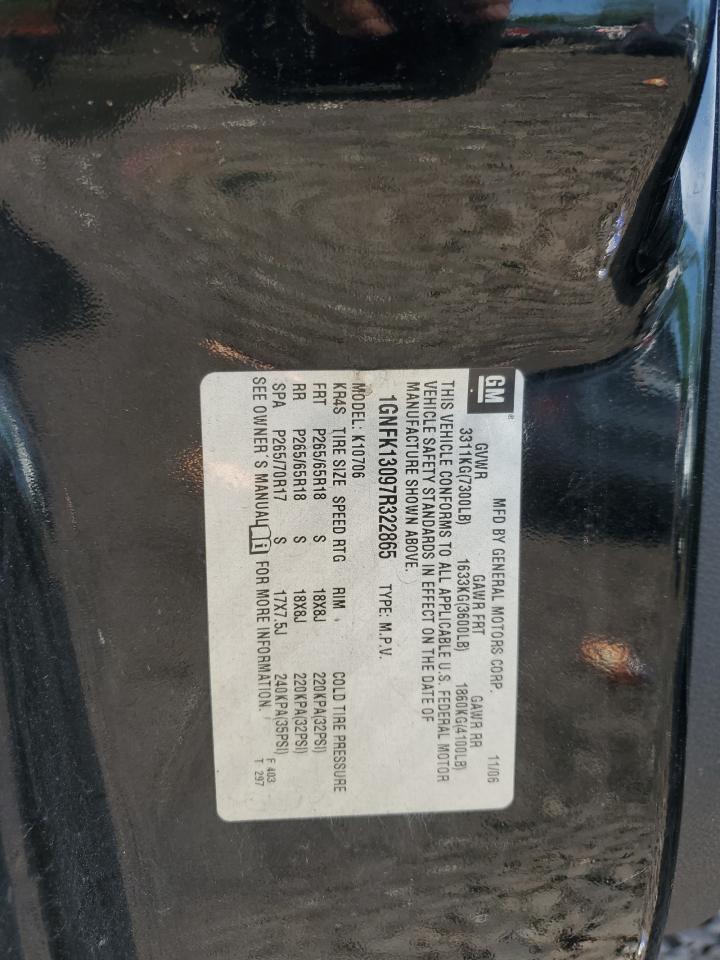 GM®
MFD BY GENERAL MOTORS CORP. 11/06
GVWR GAWR FRT GAWR RR
3311KG(7300LB) 1633KG(3600LB) 1860KG(4100LB)
THIS VEHICLE CONFORMS TO ALL APPLICABLE U.S. FEDERAL MOTOR
VEHICLE SAFETY STANDARDS IN EFFECT ON THE DATE OF
MANUFACTURE SHOWN ABOVE.
1GNFK13097R322865 TYPE: M.P.V.
MODEL: K10706
KR4S TIRE SIZE SPEED RTG RIM COLD TIRE PRESSURE
FRT P265/65R18 S 18X8J 220KPA(32PSI)
RR P265/65R18 S 18X8J 220KPA(32PSI)
SPA P265/70R17 S 17X7.5J 240KPA(35PSI)
SEE OWNER'S MANUAL i FOR MORE INFORMATION.
F 403
T 297